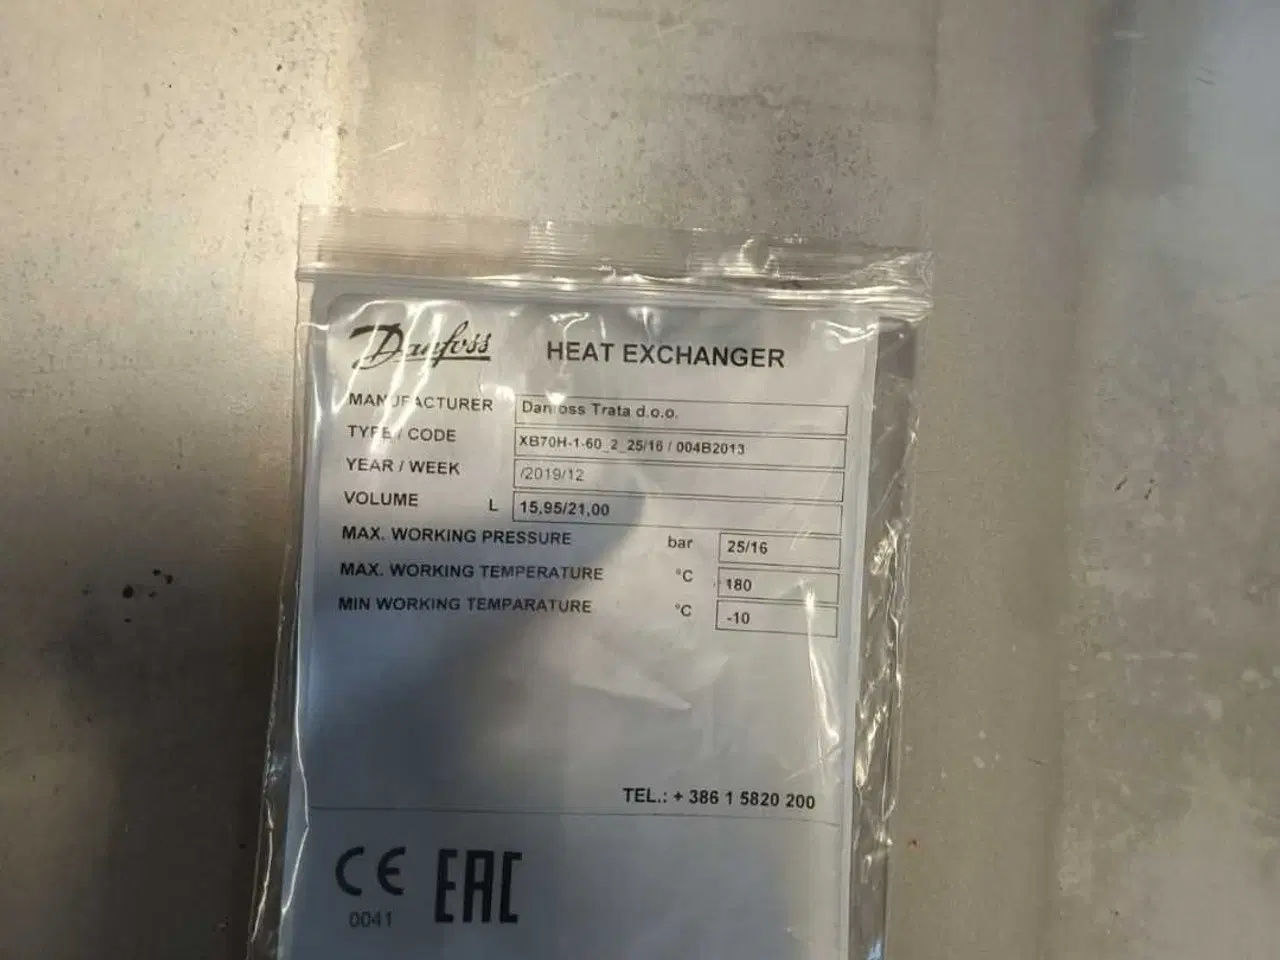 Danfoss HEAT EXCHANGER
MANUFACTURER Danfoss Trata d.o.o.
TYPE / CODE XB70H-1-60_2_25/16 / 004B2013
YEAR / WEEK /2019/12
VOLUME L 15,95/21,00
MAX. WORKING PRESSURE bar 25/16
MAX. WORKING TEMPERATURE °C 180
MIN WORKING TEMPARATURE °C -10
TEL.: + 386 1 5820 200
CE EAC
0041